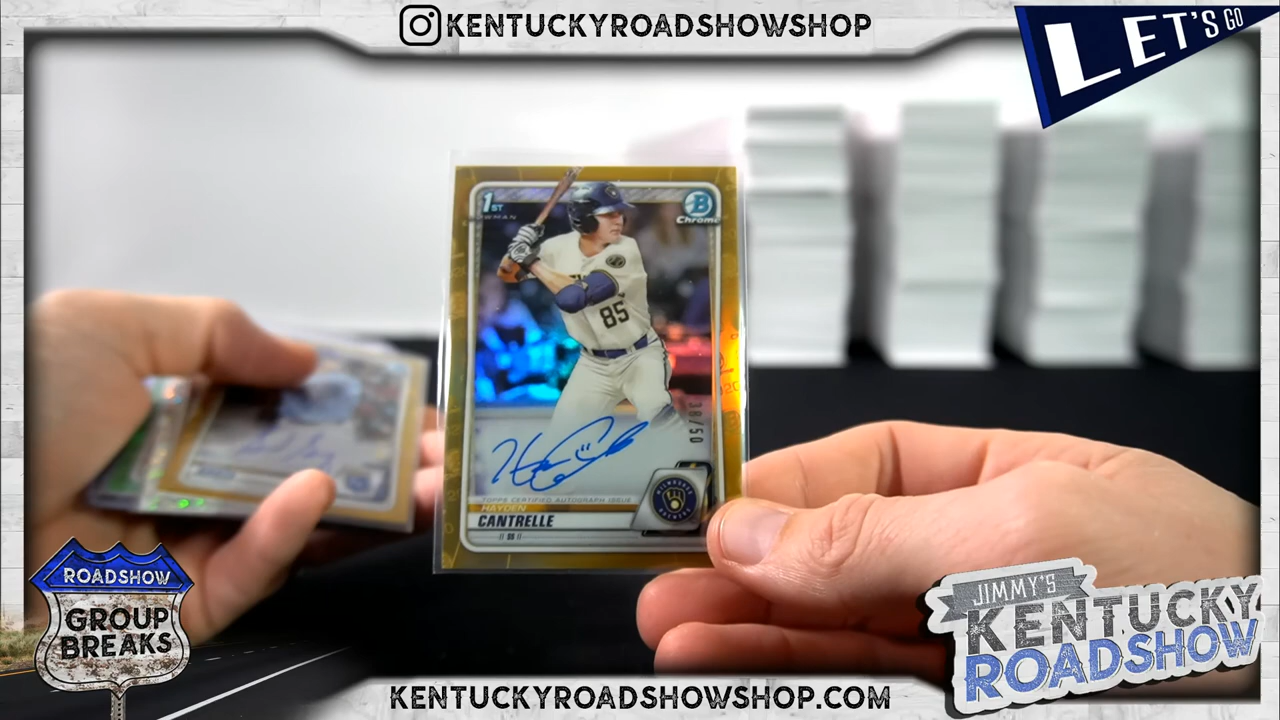 KENTUCKYROADSHOWSHOP
LET'S GO
1ST
BOWMAN
B
Chrome
85
38/50
TOPPS CERTIFIED AUTOGRAPH ISSUE
HAYDEN
CANTRELLE
ROADSHOW
GROUP
BREAKS
JIMMY'S
KENTUCKY
ROADSHOW
KENTUCKYROADSHOWSHOP.COM